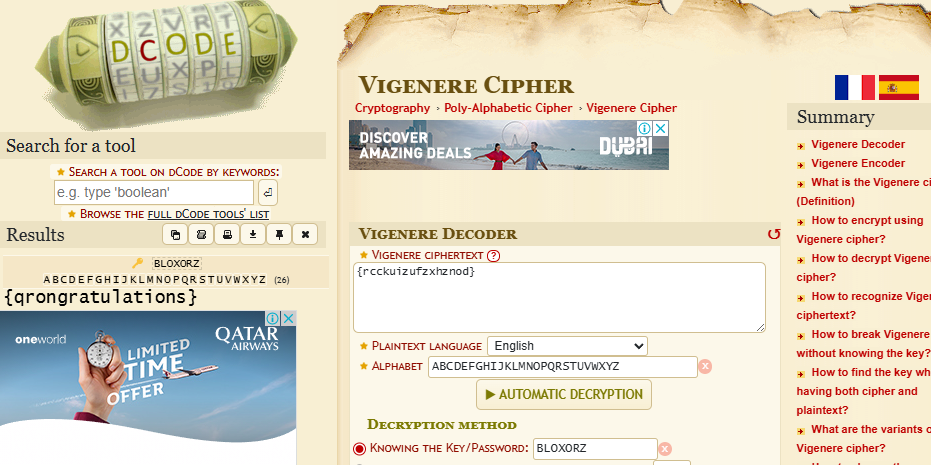 XZVRT
DCODE
EUXPL
Search for a tool
★ Search a tool on dCode by keywords:
e.g. type 'boolean'
★ Browse the full dCode tools' list
Results
BLOXORZ
ABCDEFGHIJKLMNOPQRSTUVWXYZ (26)
{qrongratulations}
oneworld
QATAR
AIRWAYS
LIMITED
TIME
OFFER
Vigenere Cipher
Cryptography › Poly-Alphabetic Cipher › Vigenere Cipher
DISCOVER
AMAZING DEALS
DUBAI
Vigenere Decoder
★ Vigenere ciphertext ?
{rcckuizufzxhznod}
★ Plaintext language English
★ Alphabet ABCDEFGHIJKLMNOPQRSTUVWXYZ
▶ Automatic Decryption
Decryption method
Knowing the Key/Password: BLOXORZ
Summary
Vigenere Decoder
Vigenere Encoder
What is the Vigenere ci
(Definition)
How to encrypt using
Vigenere cipher?
How to decrypt Vigene
cipher?
How to recognize Viger
ciphertext?
How to break Vigenere
without knowing the key?
How to find the key wh
having both cipher and
plaintext?
What are the variants o
Vigenere cipher?